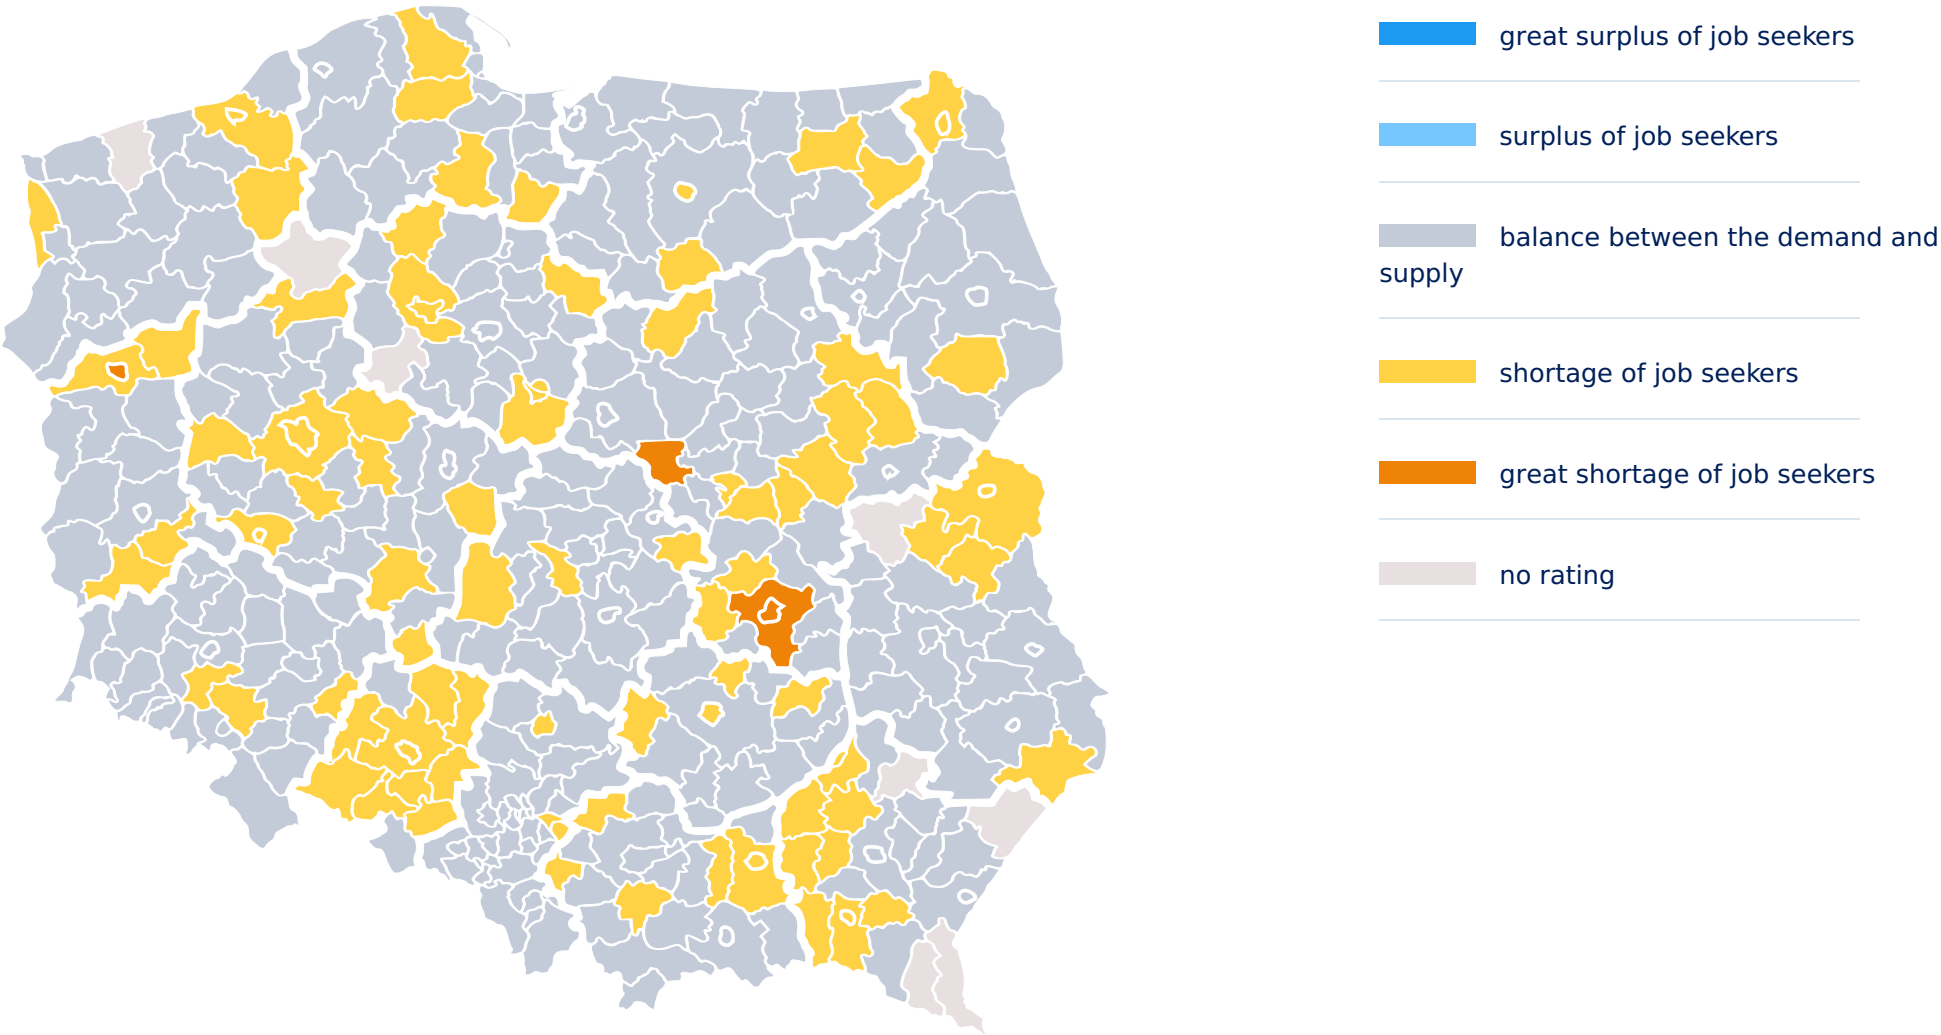 great surplus of job seekers
surplus of job seekers
balance between the demand and
supply
shortage of job seekers
great shortage of job seekers
no rating